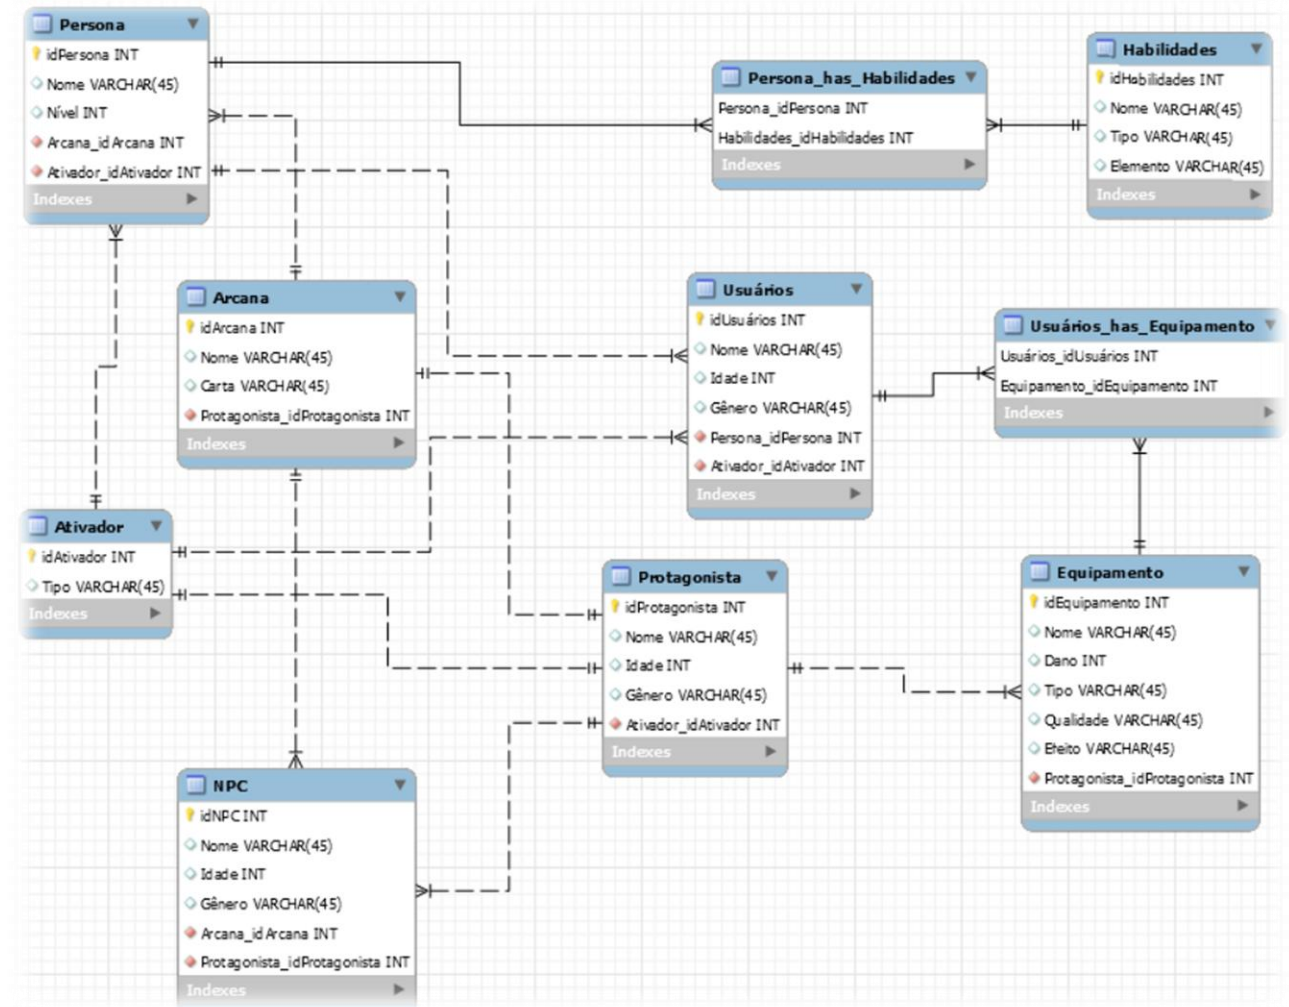 Persona
idPersona INT
Nome VARCHAR(45)
Nível INT
Arcana_idArcana INT
Ativador_idAtivador INT
Indexes
Persona_has_Habilidades
Persona_idPersona INT
Habilidades_idHabilidades INT
Indexes
Habilidades
idHabilidades INT
Nome VARCHAR(45)
Tipo VARCHAR(45)
Elemento VARCHAR(45)
Indexes
Arcana
idArcana INT
Nome VARCHAR(45)
Carta VARCHAR(45)
Protagonista_idProtagonista INT
Indexes
Usuários
idUsuários INT
Nome VARCHAR(45)
Idade INT
Gênero VARCHAR(45)
Persona_idPersona INT
Ativador_idAtivador INT
Indexes
Usuários_has_Equipamento
Usuários_idUsuários INT
Equipamento_idEquipamento INT
Indexes
Ativador
idAtivador INT
Tipo VARCHAR(45)
Indexes
Protagonista
idProtagonista INT
Nome VARCHAR(45)
Idade INT
Gênero VARCHAR(45)
Ativador_idAtivador INT
Indexes
Equipamento
idEquipamento INT
Nome VARCHAR(45)
Dano INT
Tipo VARCHAR(45)
Qualidade VARCHAR(45)
Efeito VARCHAR(45)
Protagonista_idProtagonista INT
Indexes
NPC
idNPC INT
Nome VARCHAR(45)
Idade INT
Gênero VARCHAR(45)
Arcana_idArcana INT
Protagonista_idProtagonista INT
Indexes